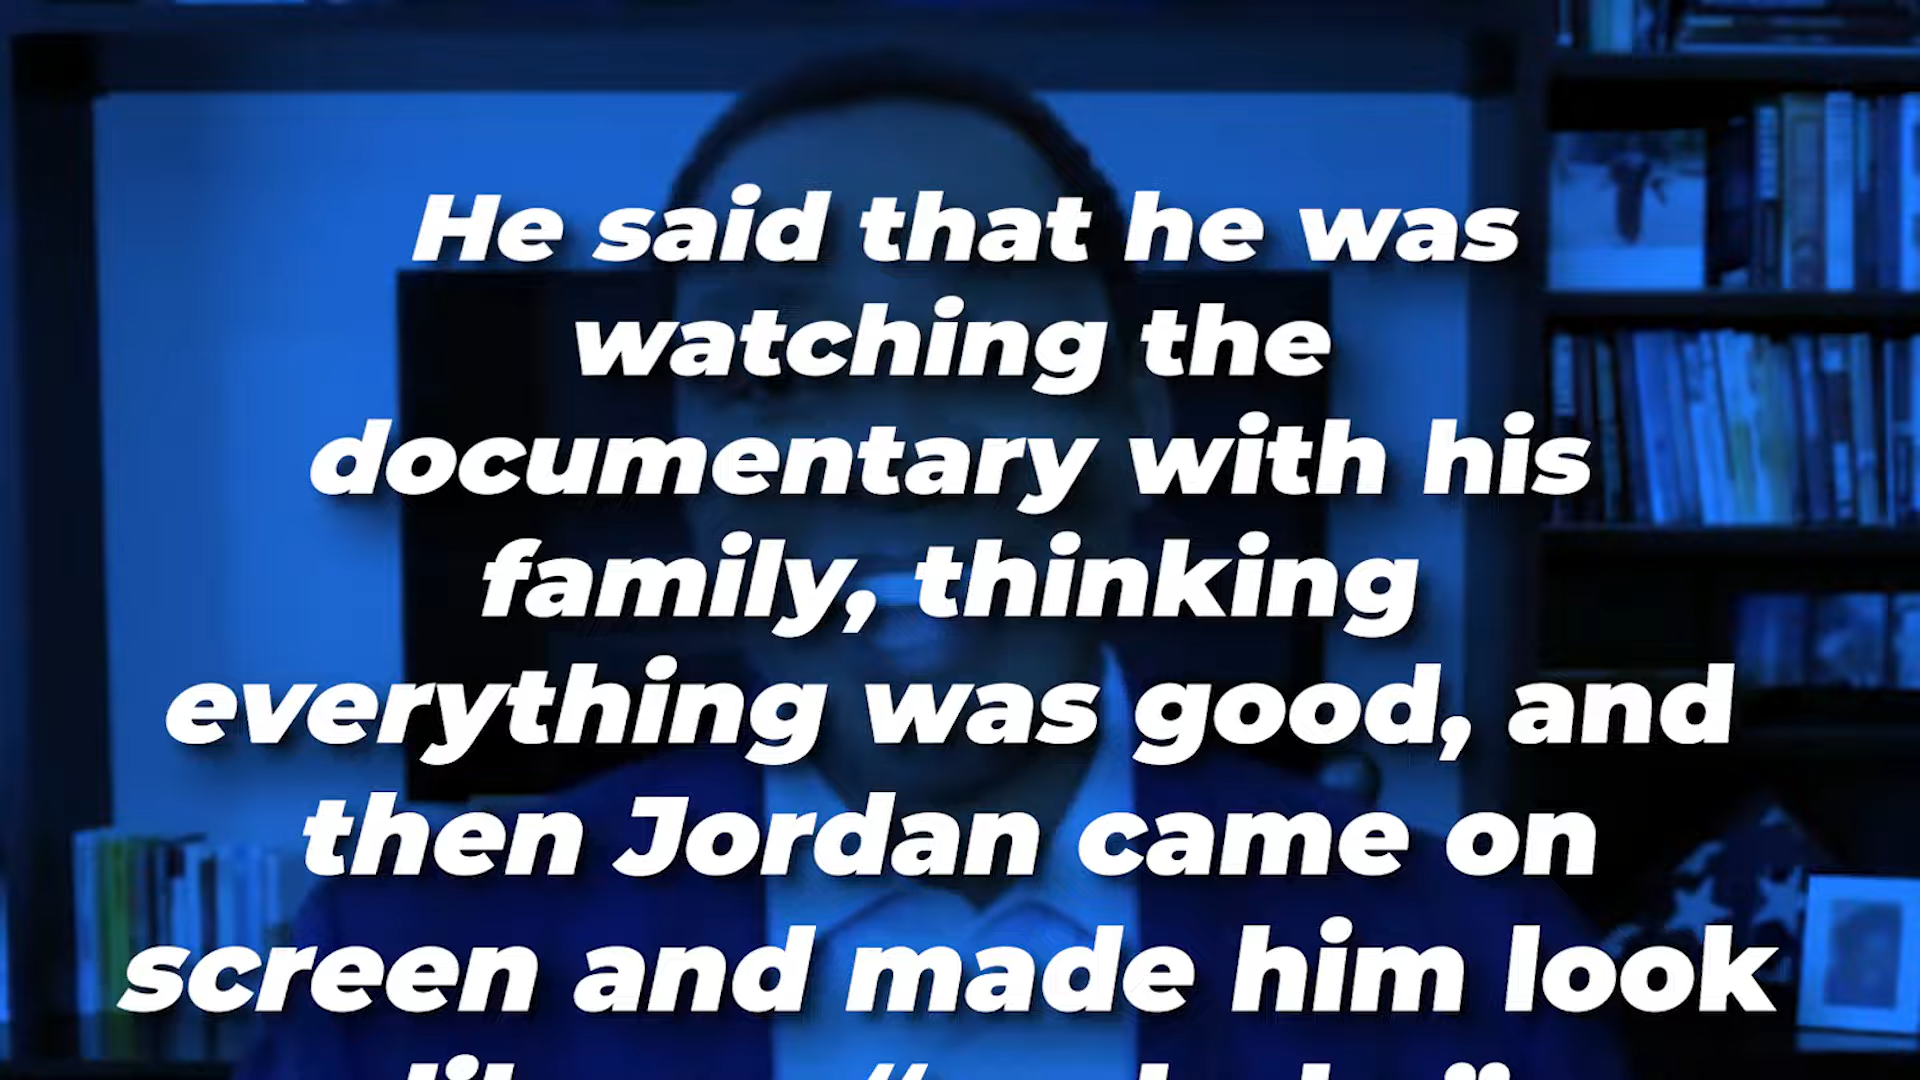 He said that he was
watching the
documentary with his
family, thinking
everything was good, and
then Jordan came on
screen and made him look